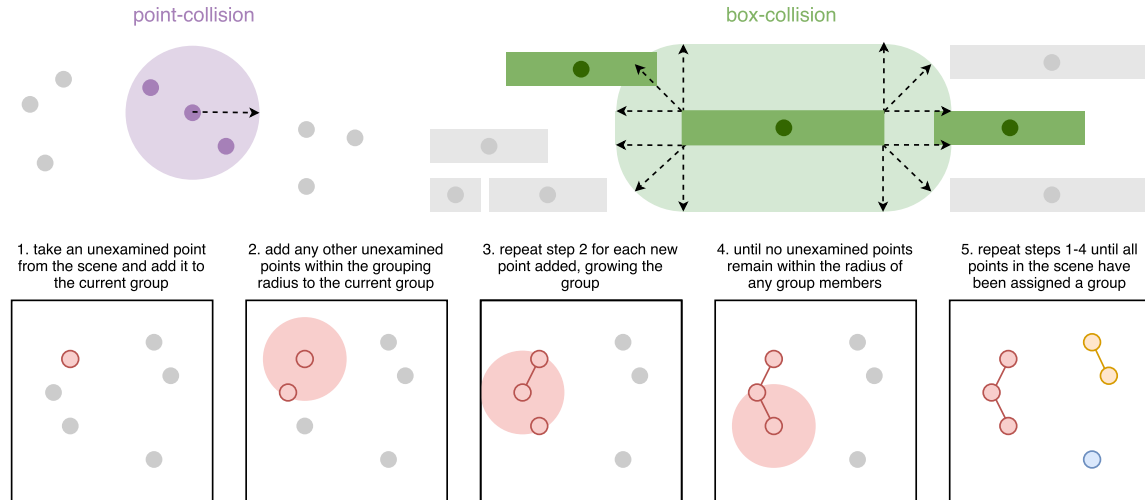 point-collision
box-collision
1. take an unexamined point
from the scene and add it to
the current group
2. add any other unexamined
points within the grouping
radius to the current group
3. repeat step 2 for each new
point added, growing the
group
4. until no unexamined points
remain within the radius of
any group members
5. repeat steps 1-4 until all
points in the scene have
been assigned a group